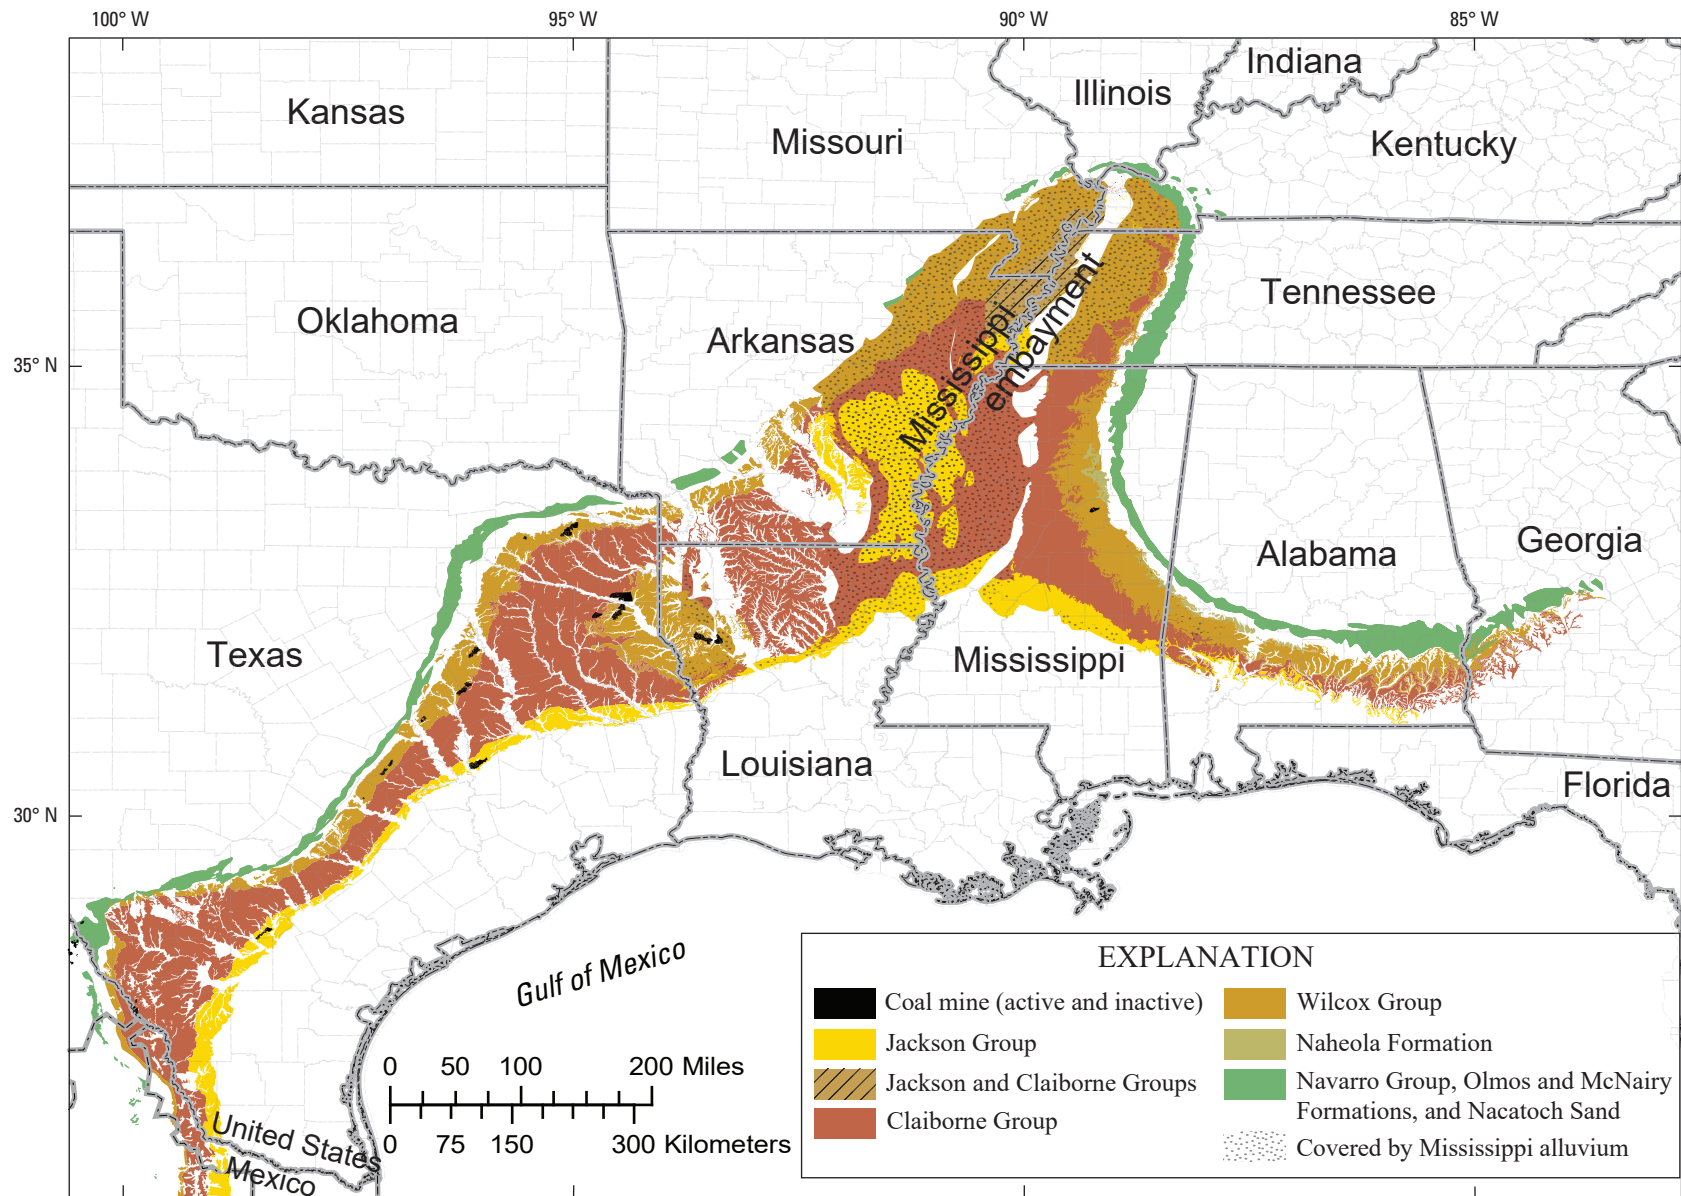 100° W
95° W
90° W
85° W
Indiana
Illinois
Kansas
Missouri
Kentucky
Oklahoma
Tennessee
Arkansas
Mississippi
embayment
35° N
Georgia
Alabama
Texas
Mississippi
Louisiana
Florida
30° N
Gulf of Mexico
United States
Mexico
0 50 100 200 Miles
0 75 150 300 Kilometers
EXPLANATION
Coal mine (active and inactive)
Jackson Group
Jackson and Claiborne Groups
Claiborne Group
Wilcox Group
Naheola Formation
Navarro Group, Olmos and McNairy
Formations, and Nacatoch Sand
Covered by Mississippi alluvium